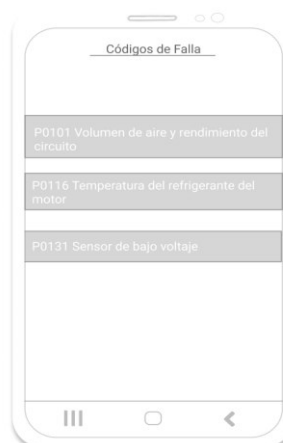 Códigos de Falla
P0101 Volumen de aire y rendimiento del
circuito
P0116 Temperatura del refrigerante del
motor
P0131 Sensor de bajo voltaje